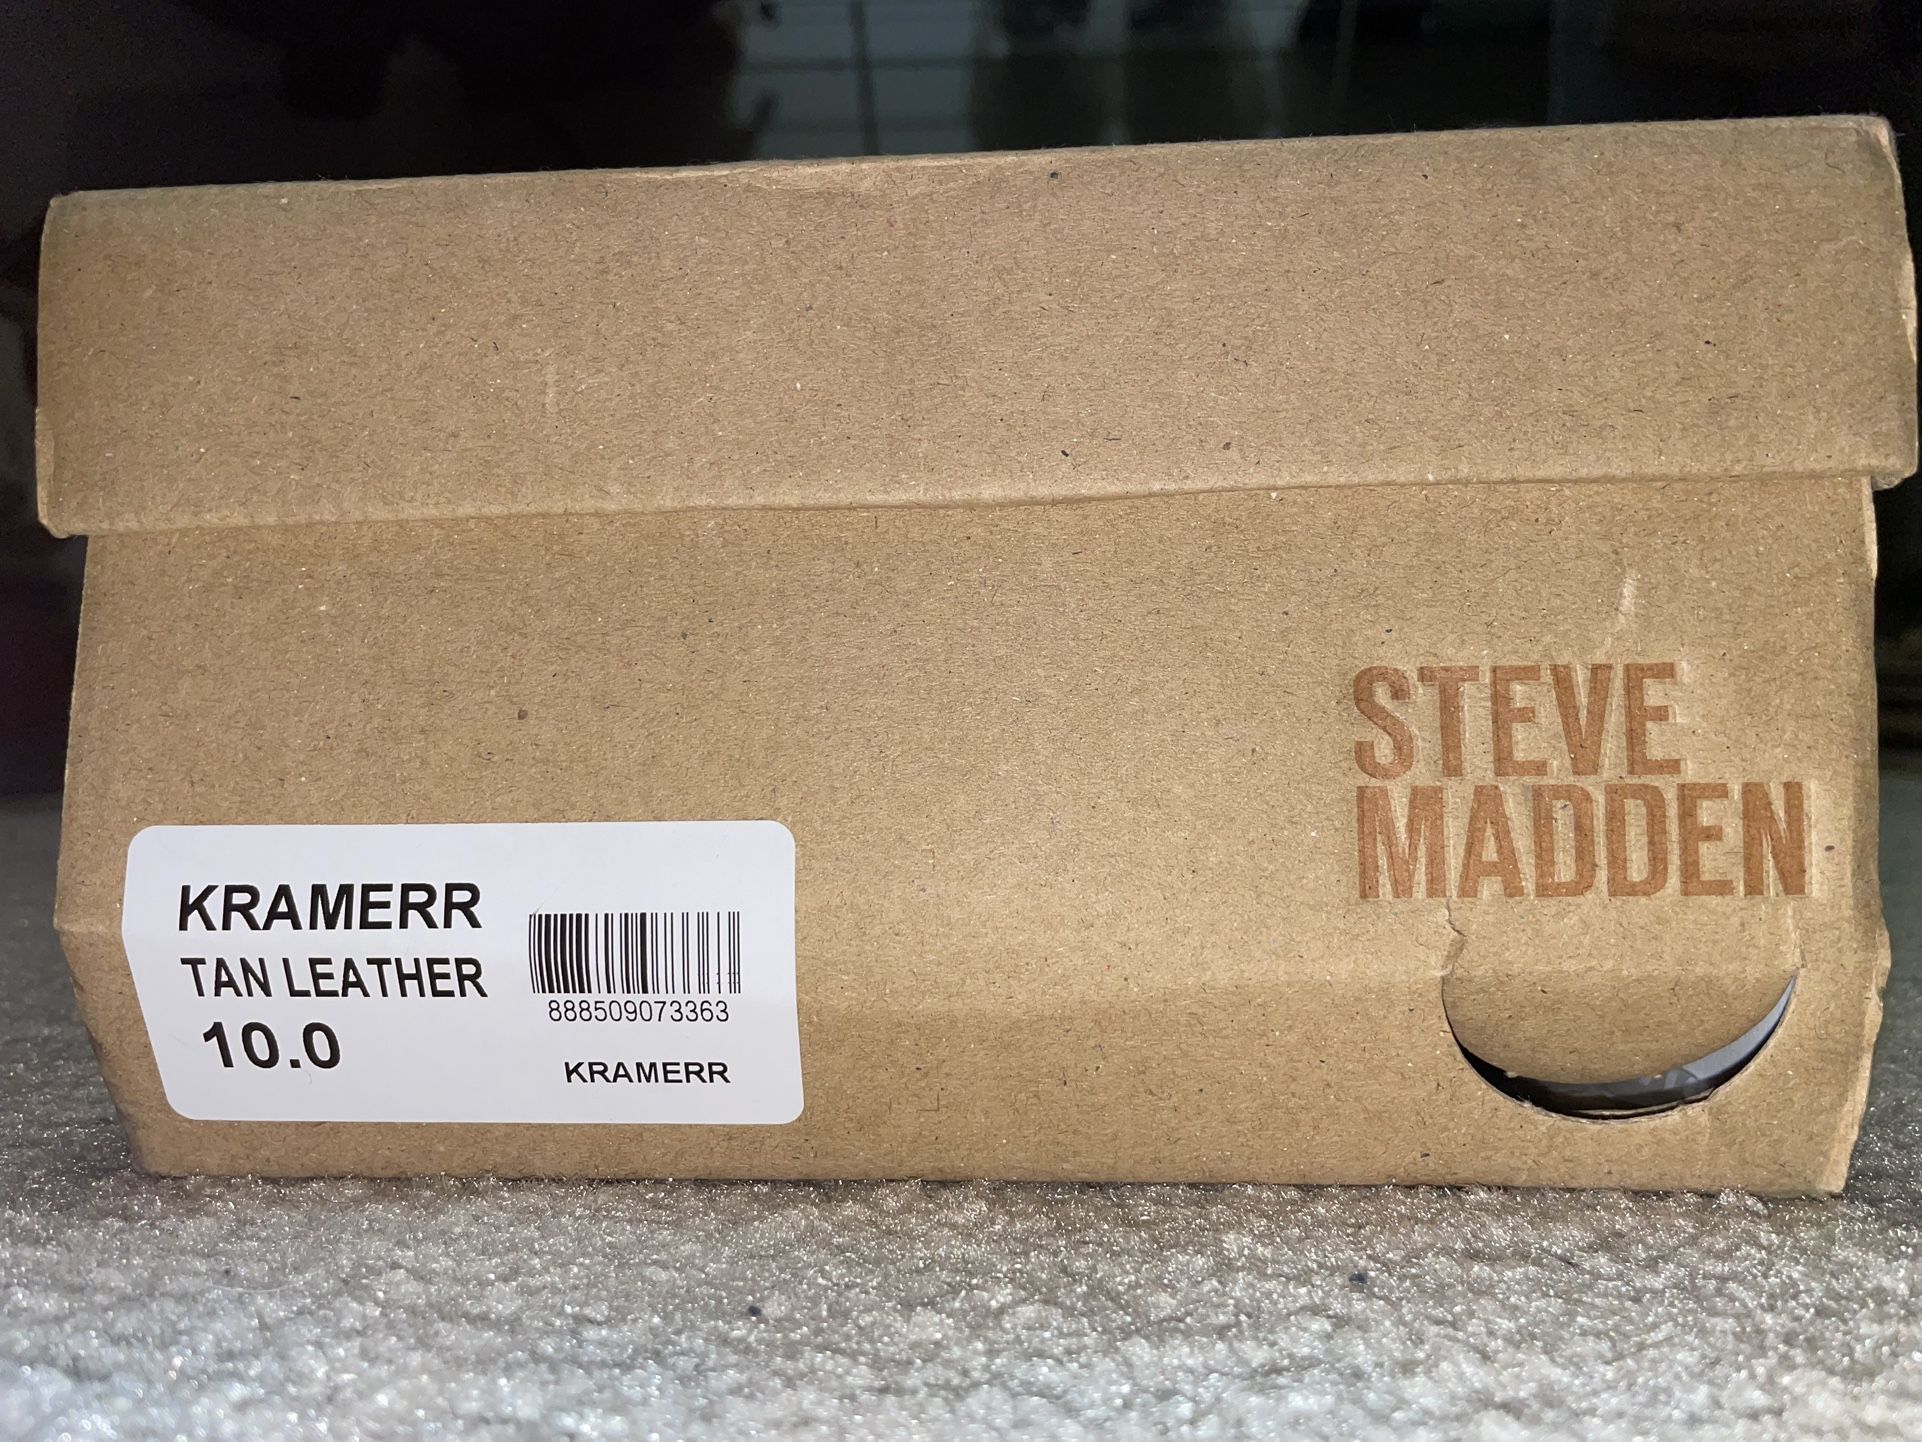 STEVE
MADDEN
KRAMERR
TAN LEATHER
10.0
888509073363
KRAMERR